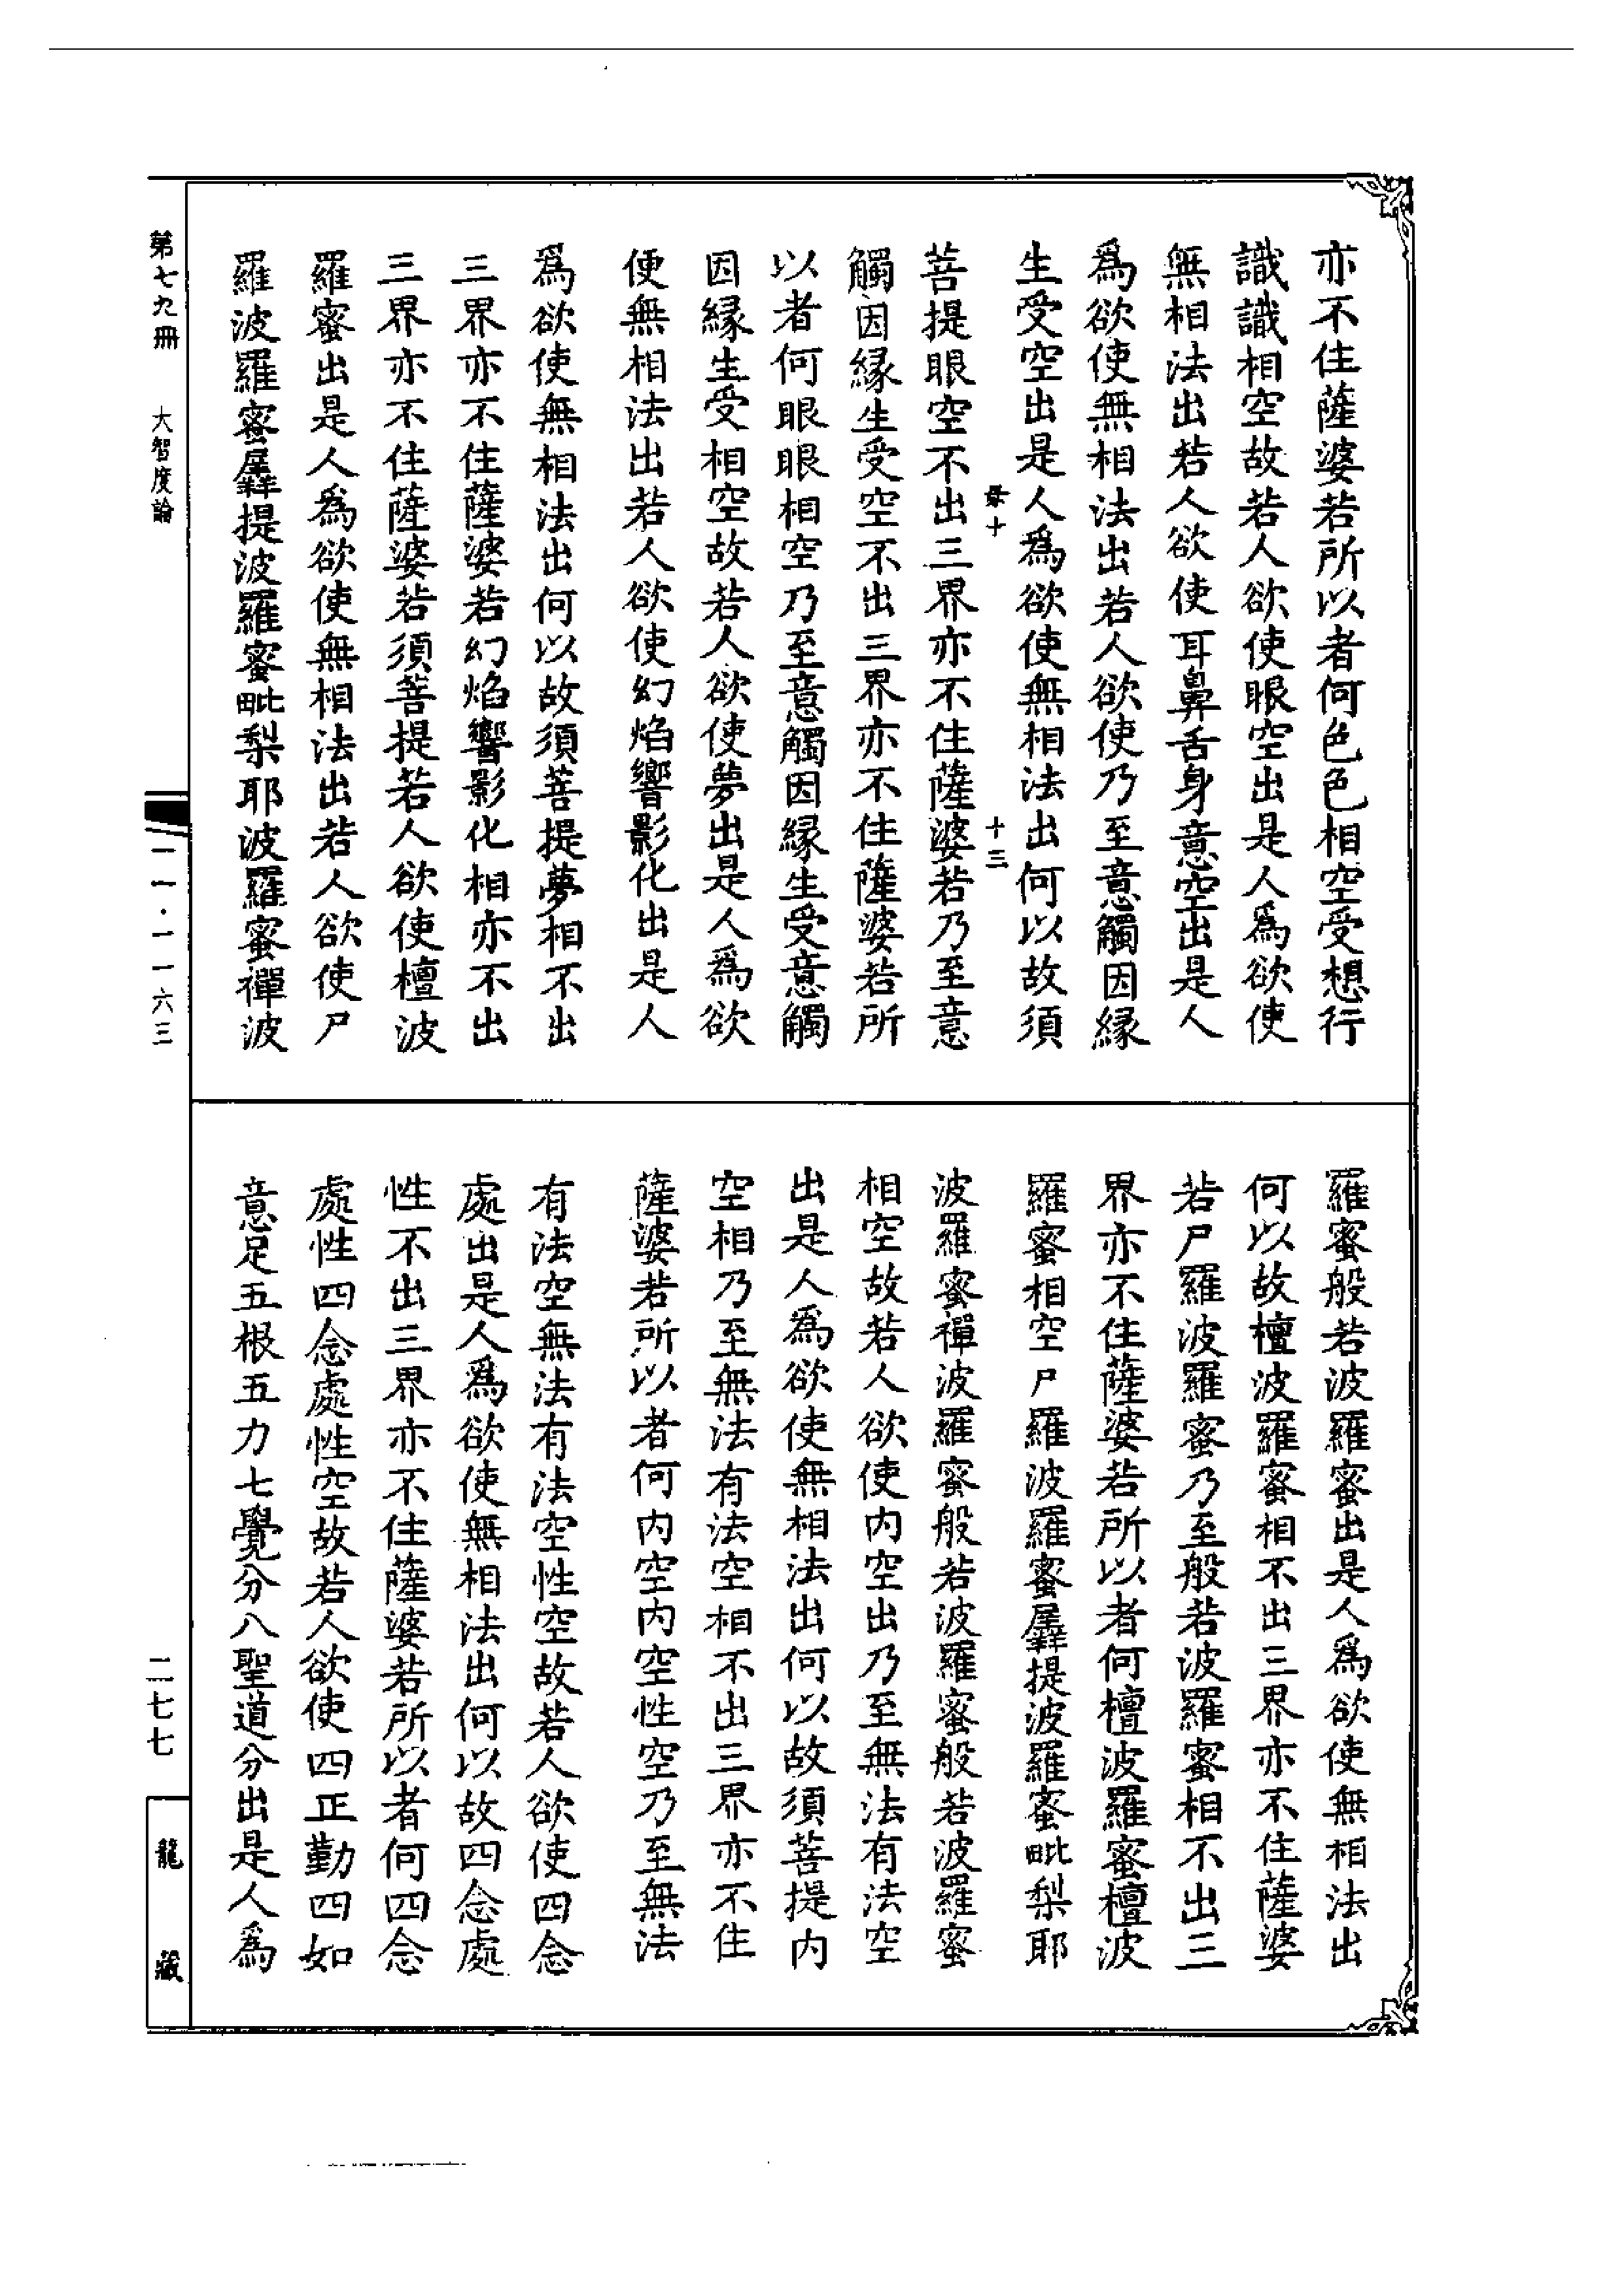 亦不住薩婆若所以者何色色相空受想行
識識相空故若人欲使眼空出是人為欲使
無相法出若人欲使耳鼻舌身意空出是人
為欲使無相法出若人欲使乃至意觸因緣
生受空出是人為欲使無相法出何以故須
十三
菩提眼空不出三界亦不住薩婆若乃至意
觸因緣生受空不出三界亦不住薩婆若所
以者何眼眼相空乃至意觸因緣生受意觸
因緣生受相空故若人欲使夢出是人為欲
使無相法出若人欲使幻焰響影化出是人
為欲使無相法出何以故須菩提夢相不出
三界亦不住薩婆若幻焰響影化相亦不出
三界亦不住薩婆若須菩提若人欲使檀波
羅蜜出是人為欲使無相法出若人欲使尸
羅波羅蜜羼提波羅蜜毗梨耶波羅蜜禪波
羅蜜般若波羅蜜出是人為欲使無相法出
何以故檀波羅蜜相不出三界亦不住薩婆
若尸羅波羅蜜乃至般若波羅蜜相不出三
界亦不住薩婆若所以者何檀波羅蜜檀波
羅蜜相空尸羅波羅蜜羼提波羅蜜毗梨耶
波羅蜜禪波羅蜜般若波羅蜜般若波羅蜜
相空故若人欲使內空出乃至無法有法空
出是人為欲使無相法出何以故須菩提內
空相乃至無法有法空相不出三界亦不住
薩婆若所以者何內空內空性空乃至無法
有法空無法有法空性空故若人欲使四念
處出是人為欲使無相法出何以故四念處
性不出三界亦不住薩婆若所以者何四念
處性四念處性空故若人欲使四正勤四如
意足五根五力七覺分八聖道分出是人為
第七九冊 大智度論
一一一·一一六三
二七七
龍藏